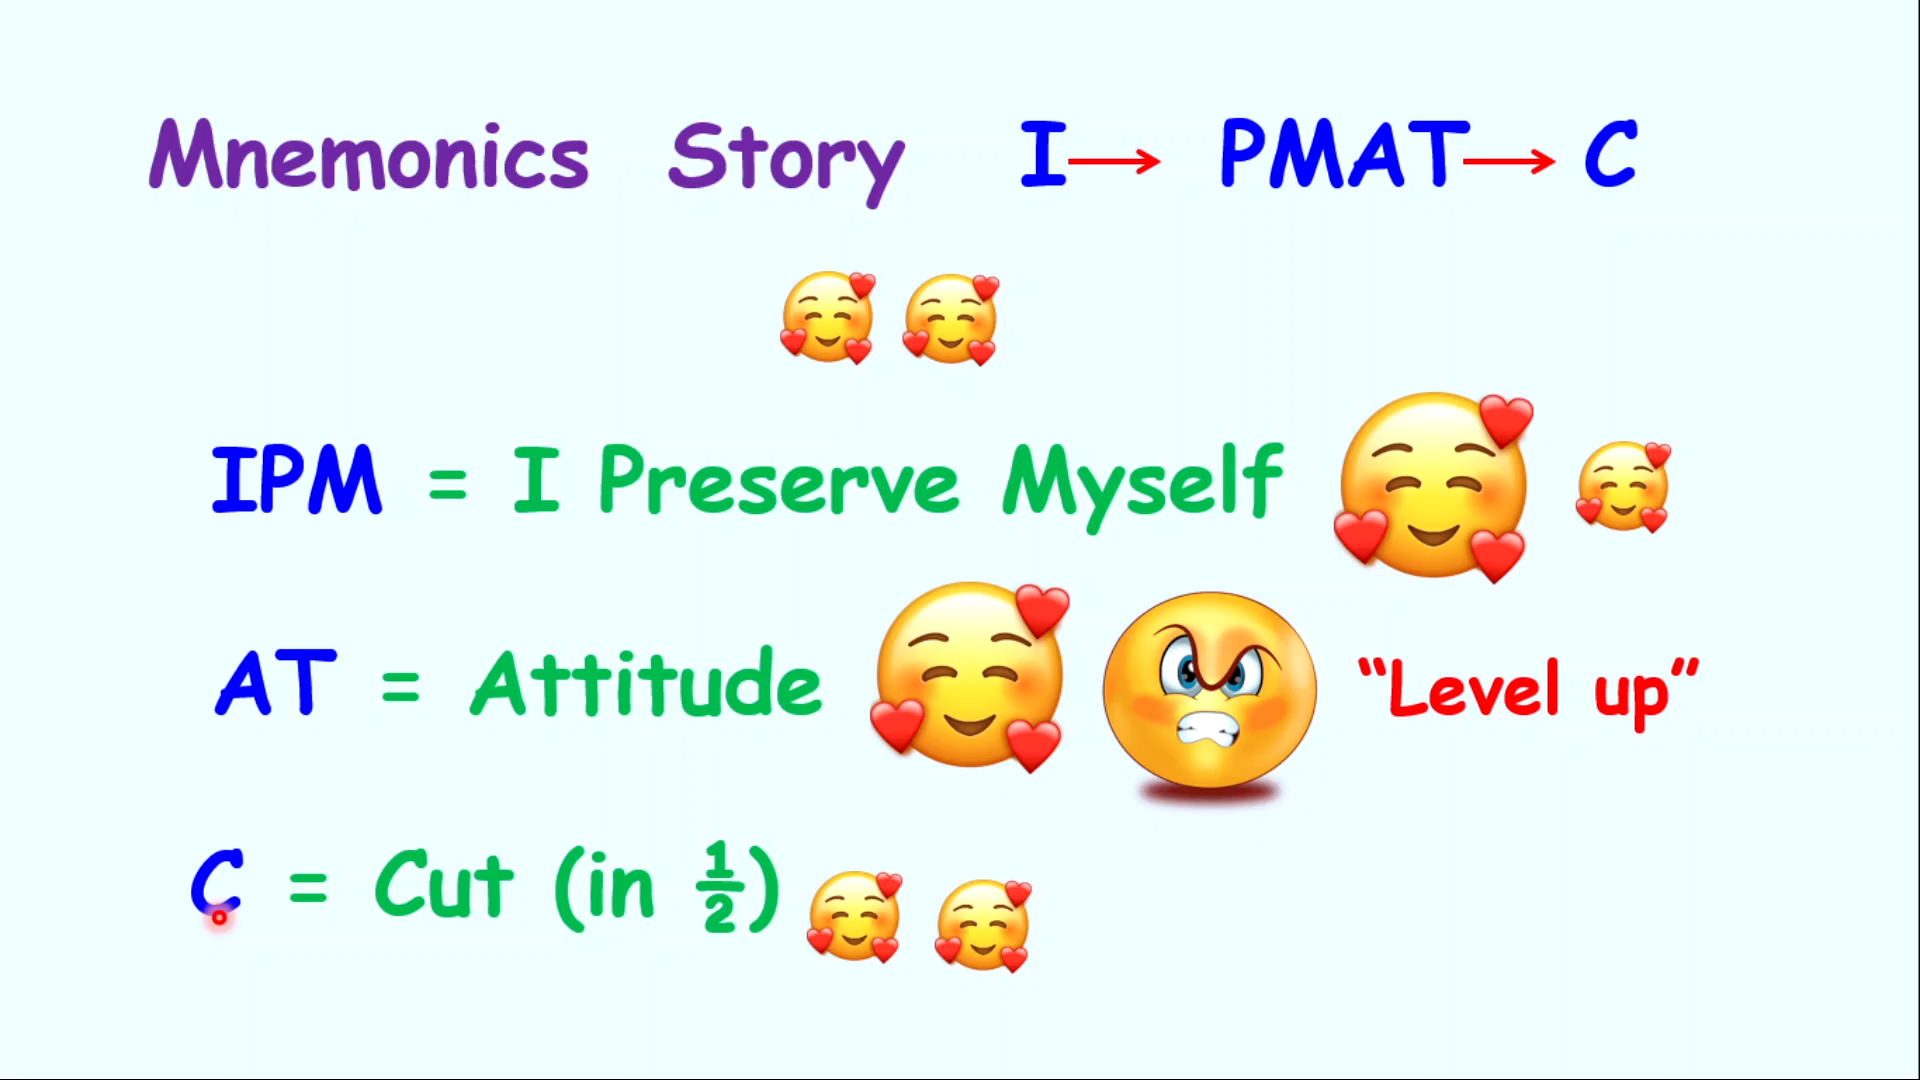 Mnemonics Story I → PMAT → C
IPM = I Preserve Myself
AT = Attitude “Level up”
C = Cut (in ½)